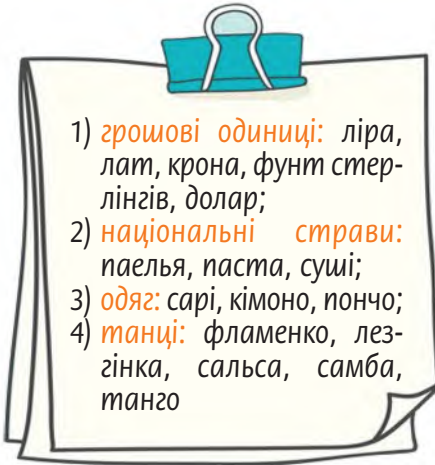 1) грошові одиниці: ліра,
лат, крона, фунт стер-
лінгів, долар;
2) національні страви:
паелья, паста, суші;
3) одяг: сарі, кімоно, пончо;
4) танці: фламенко, лез-
гінка, сальса, самба,
танго